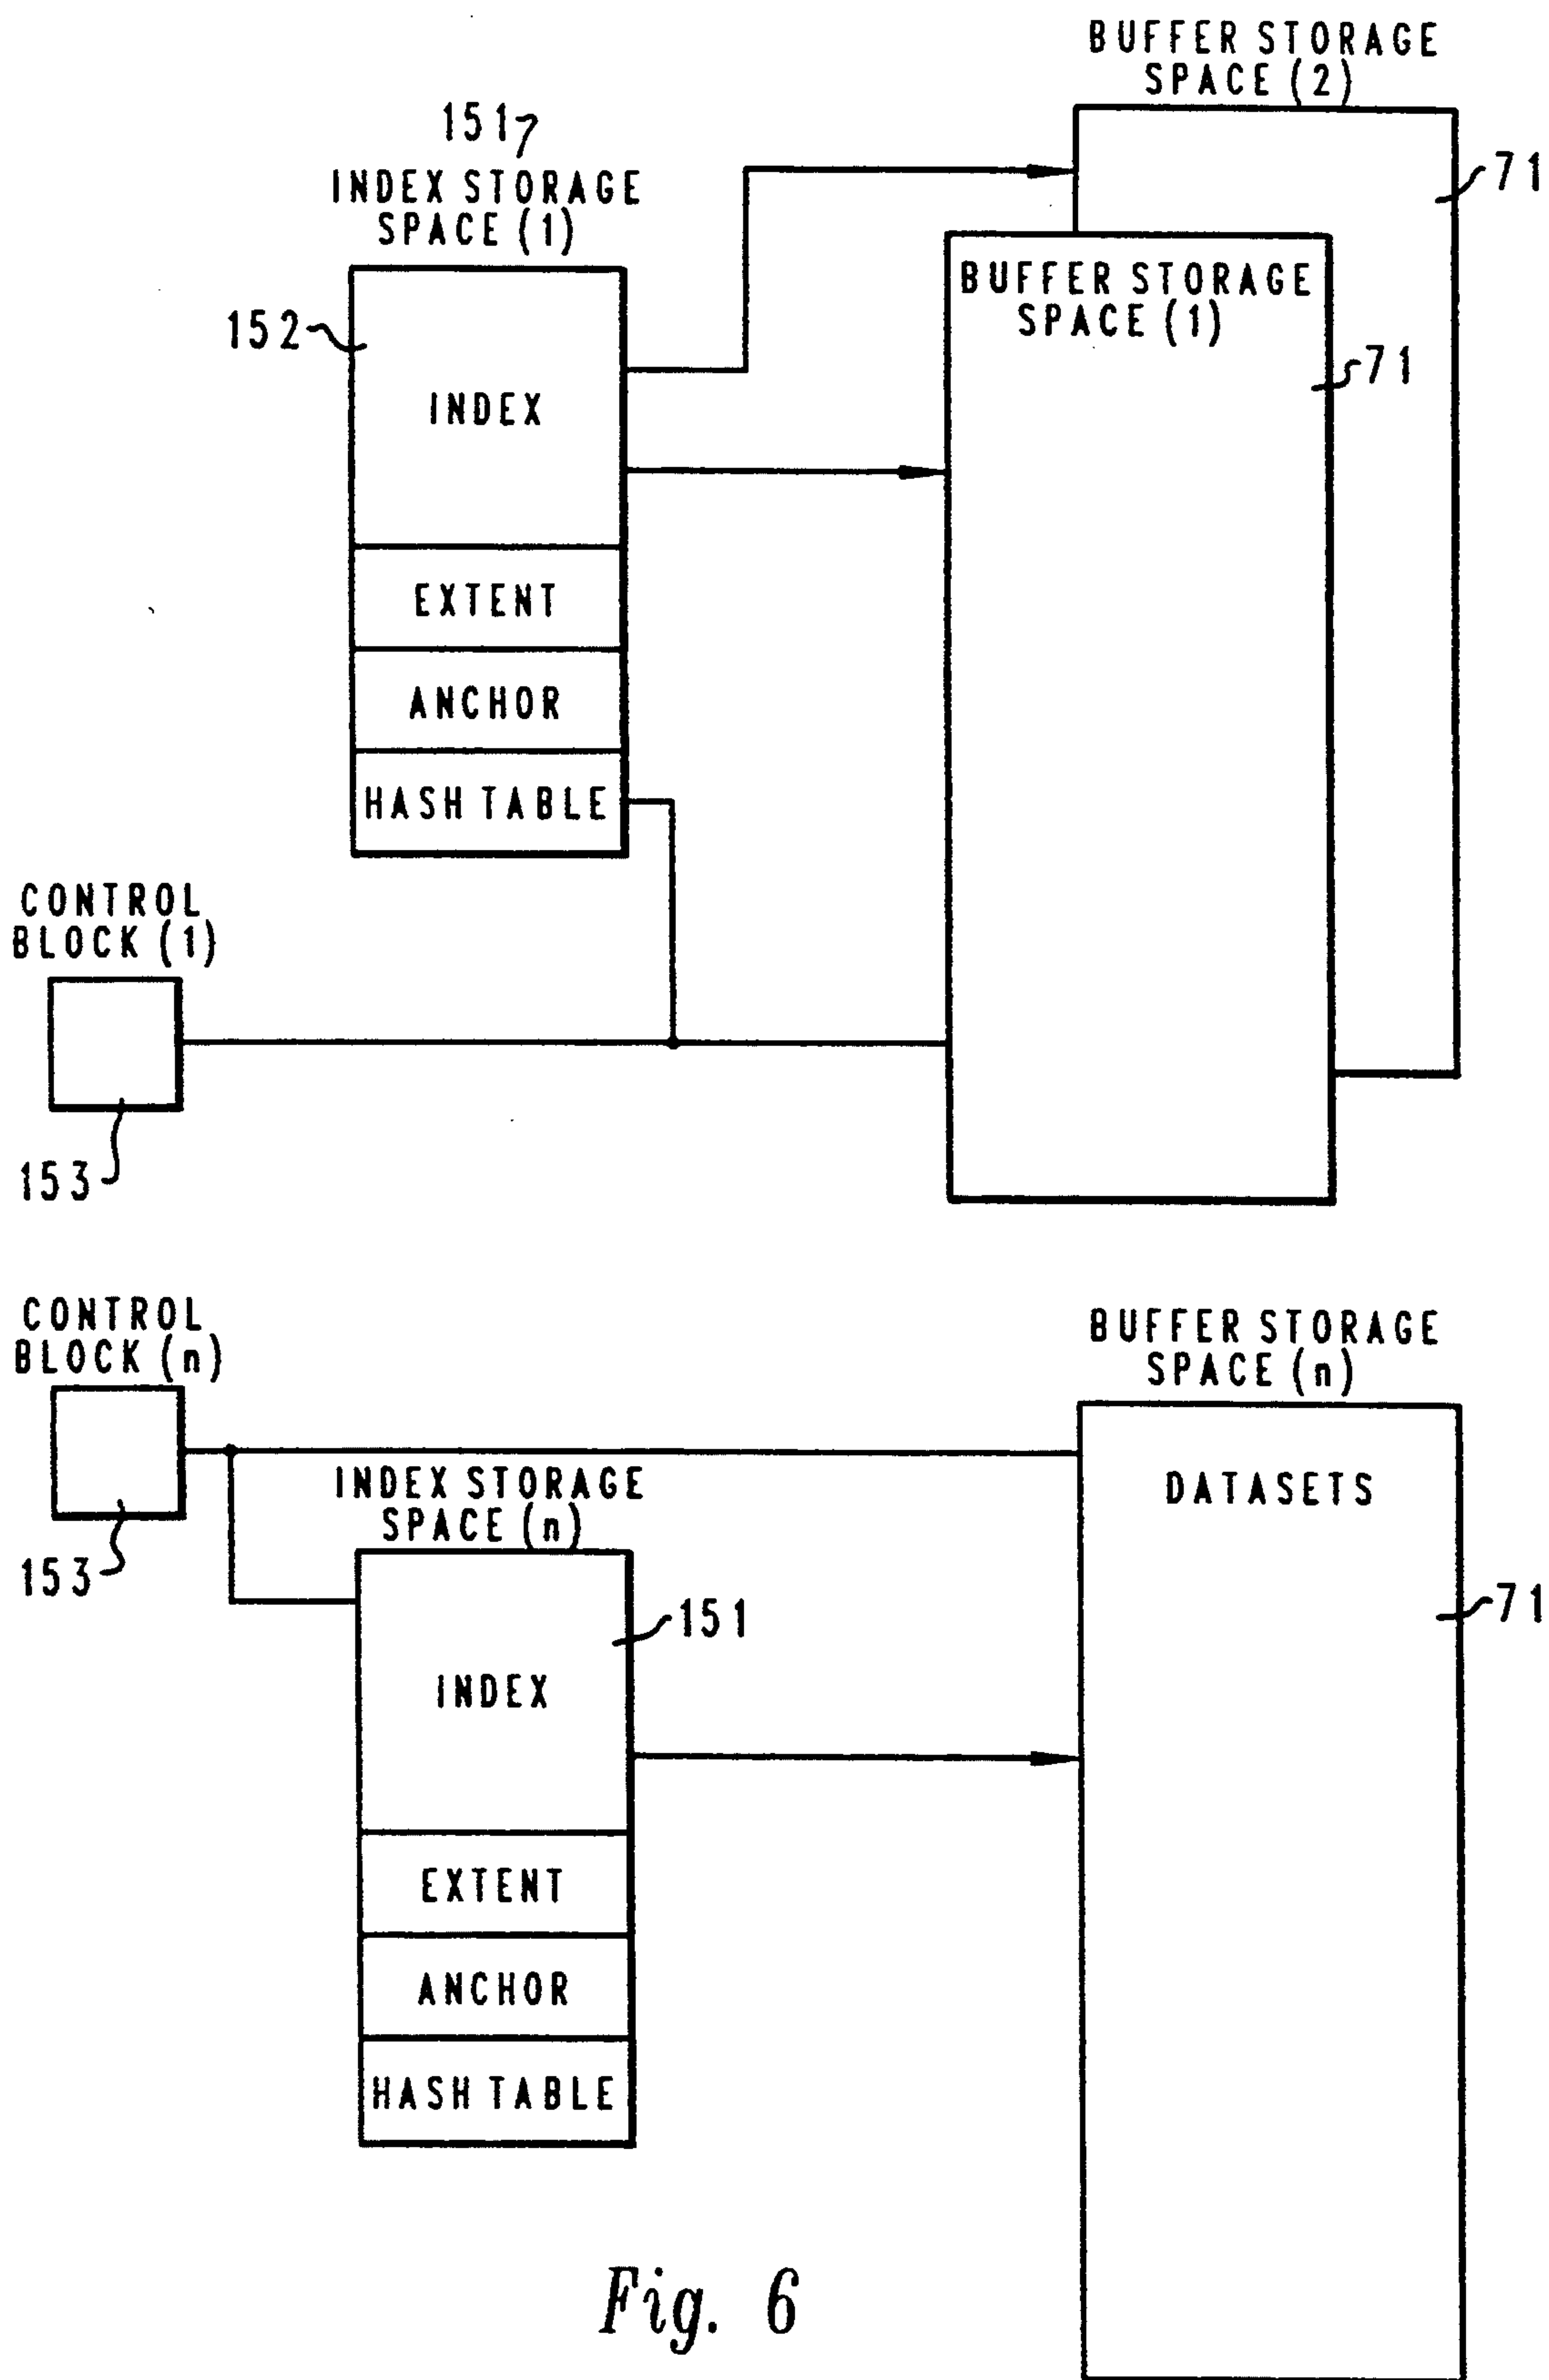 BUFFER STORAGE
SPACE (2)
151
INDEX STORAGE
SPACE (1)
71
BUFFER STORAGE
SPACE (1)
152
71
INDEX
EXTENT
ANCHOR
HASH TABLE
CONTROL
BLOCK (1)
153
CONTROL
BLOCK (n)
BUFFER STORAGE
SPACE (n)
INDEX STORAGE
SPACE (n)
DATASETS
153
151
71
INDEX
EXTENT
ANCHOR
HASH TABLE
Fig. 6